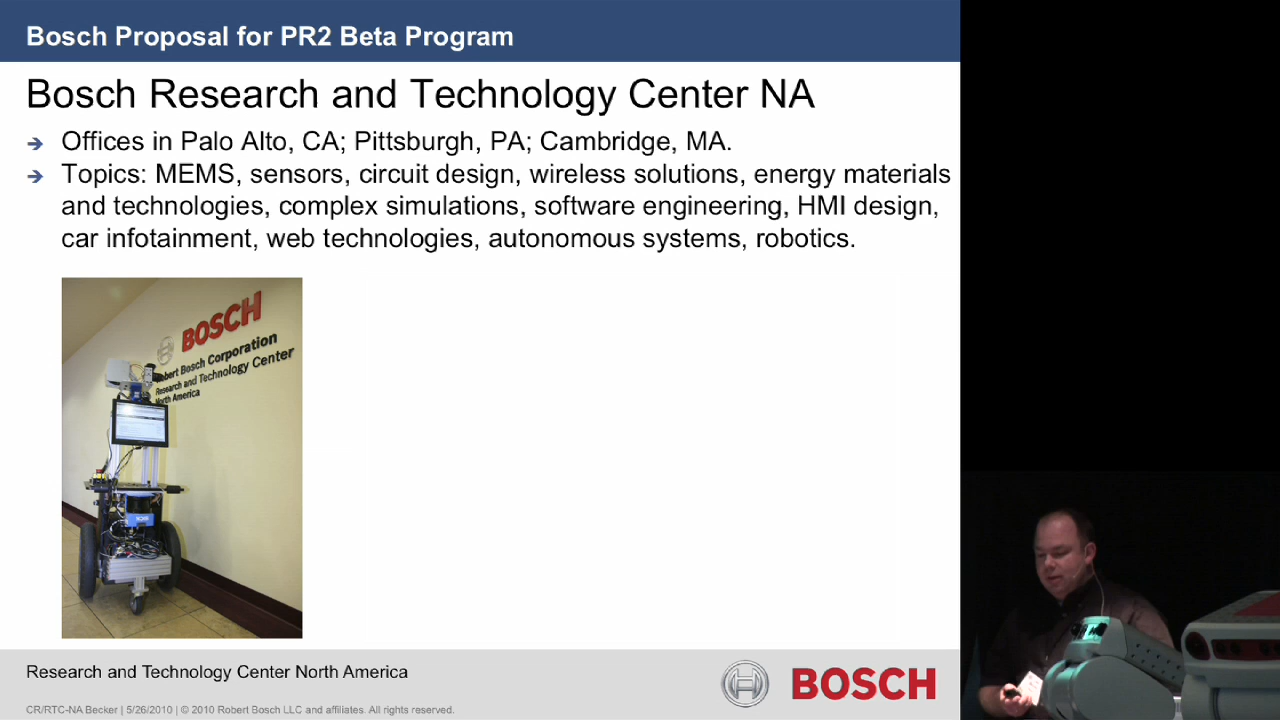 Bosch Proposal for PR2 Beta Program
Bosch Research and Technology Center NA
→ Offices in Palo Alto, CA; Pittsburgh, PA; Cambridge, MA.
→ Topics: MEMS, sensors, circuit design, wireless solutions, energy materials
and technologies, complex simulations, software engineering, HMI design,
car infotainment, web technologies, autonomous systems, robotics.
BOSCH
Robert Bosch Corporation
Research and Technology Center
North America
Research and Technology Center North America
BOSCH
CR/RTC-NA Becker | 5/26/2010 | © 2010 Robert Bosch LLC and affiliates. All rights reserved.